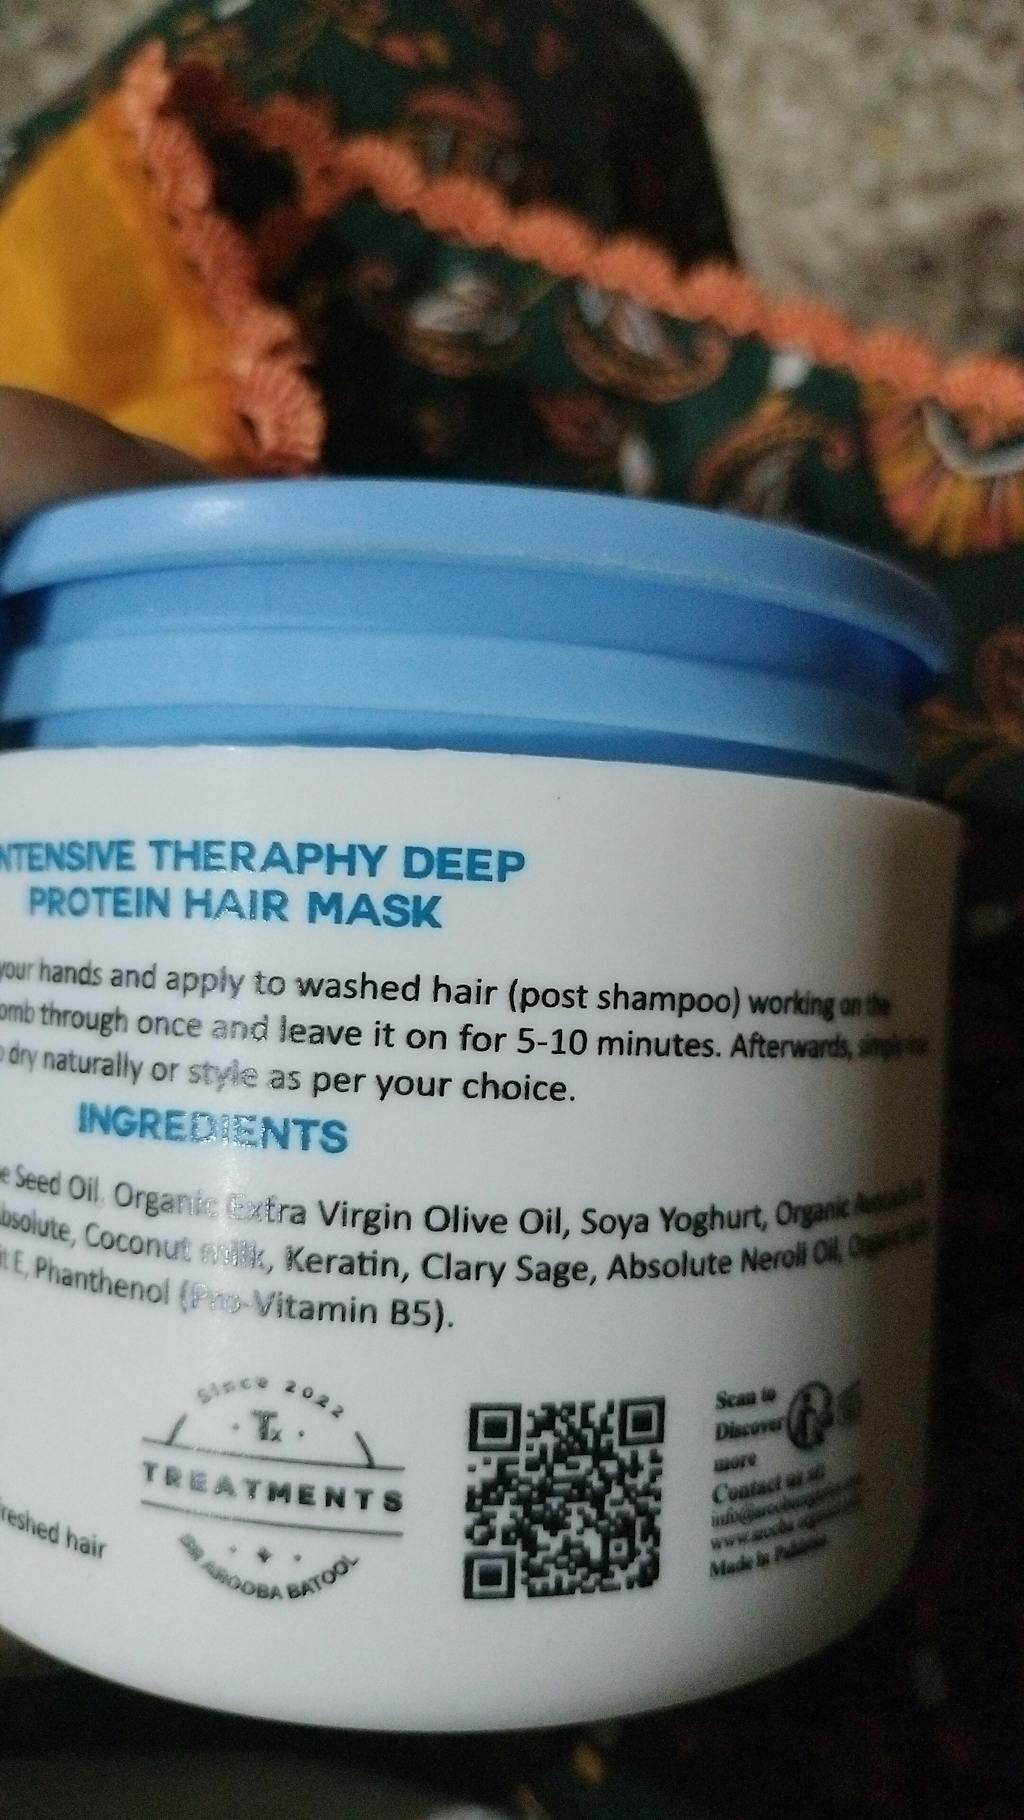 NTENSIVE THERAPHY DEEP
PROTEIN HAIR MASK
your hands and apply to washed hair (post shampoo) working on the
omb through once and leave it on for 5-10 minutes. Afterwards,
dry naturally or style as per your choice.
INGREDIENTS
e Seed Oil, Organic Extra Virgin Olive Oil, Soya Yoghurt, Organic
bsolute, Coconut milk, Keratin, Clary Sage, Absolute Neroli Oil,
it E, Phanthenol (Pro-Vitamin B5).
Since 2022
Tx
TREATMENTS
AROOBA BATOOL
reshed hair
Scan to
Discover
more
Contact us at:
Made in Pakistan